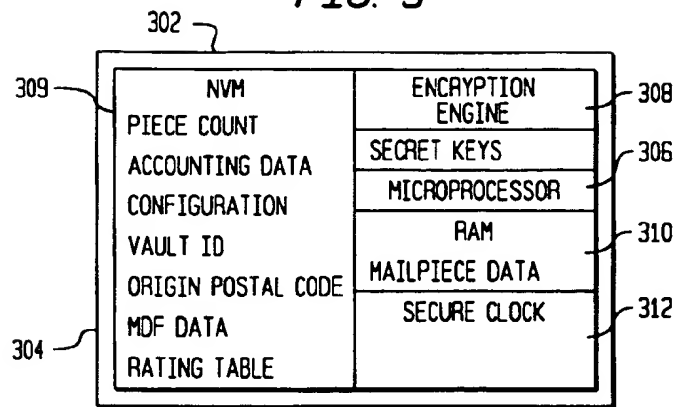 FIG. 3
302
309
NVM
PIECE COUNT
ACCOUNTING DATA
CONFIGURATION
VAULT ID
ORIGIN POSTAL CODE
MDF DATA
RATING TABLE
304
ENCRYPTION
ENGINE
308
SECRET KEYS
306
MICROPROCESSOR
RAM
310
MAILPIECE DATA
SECURE CLOCK
312